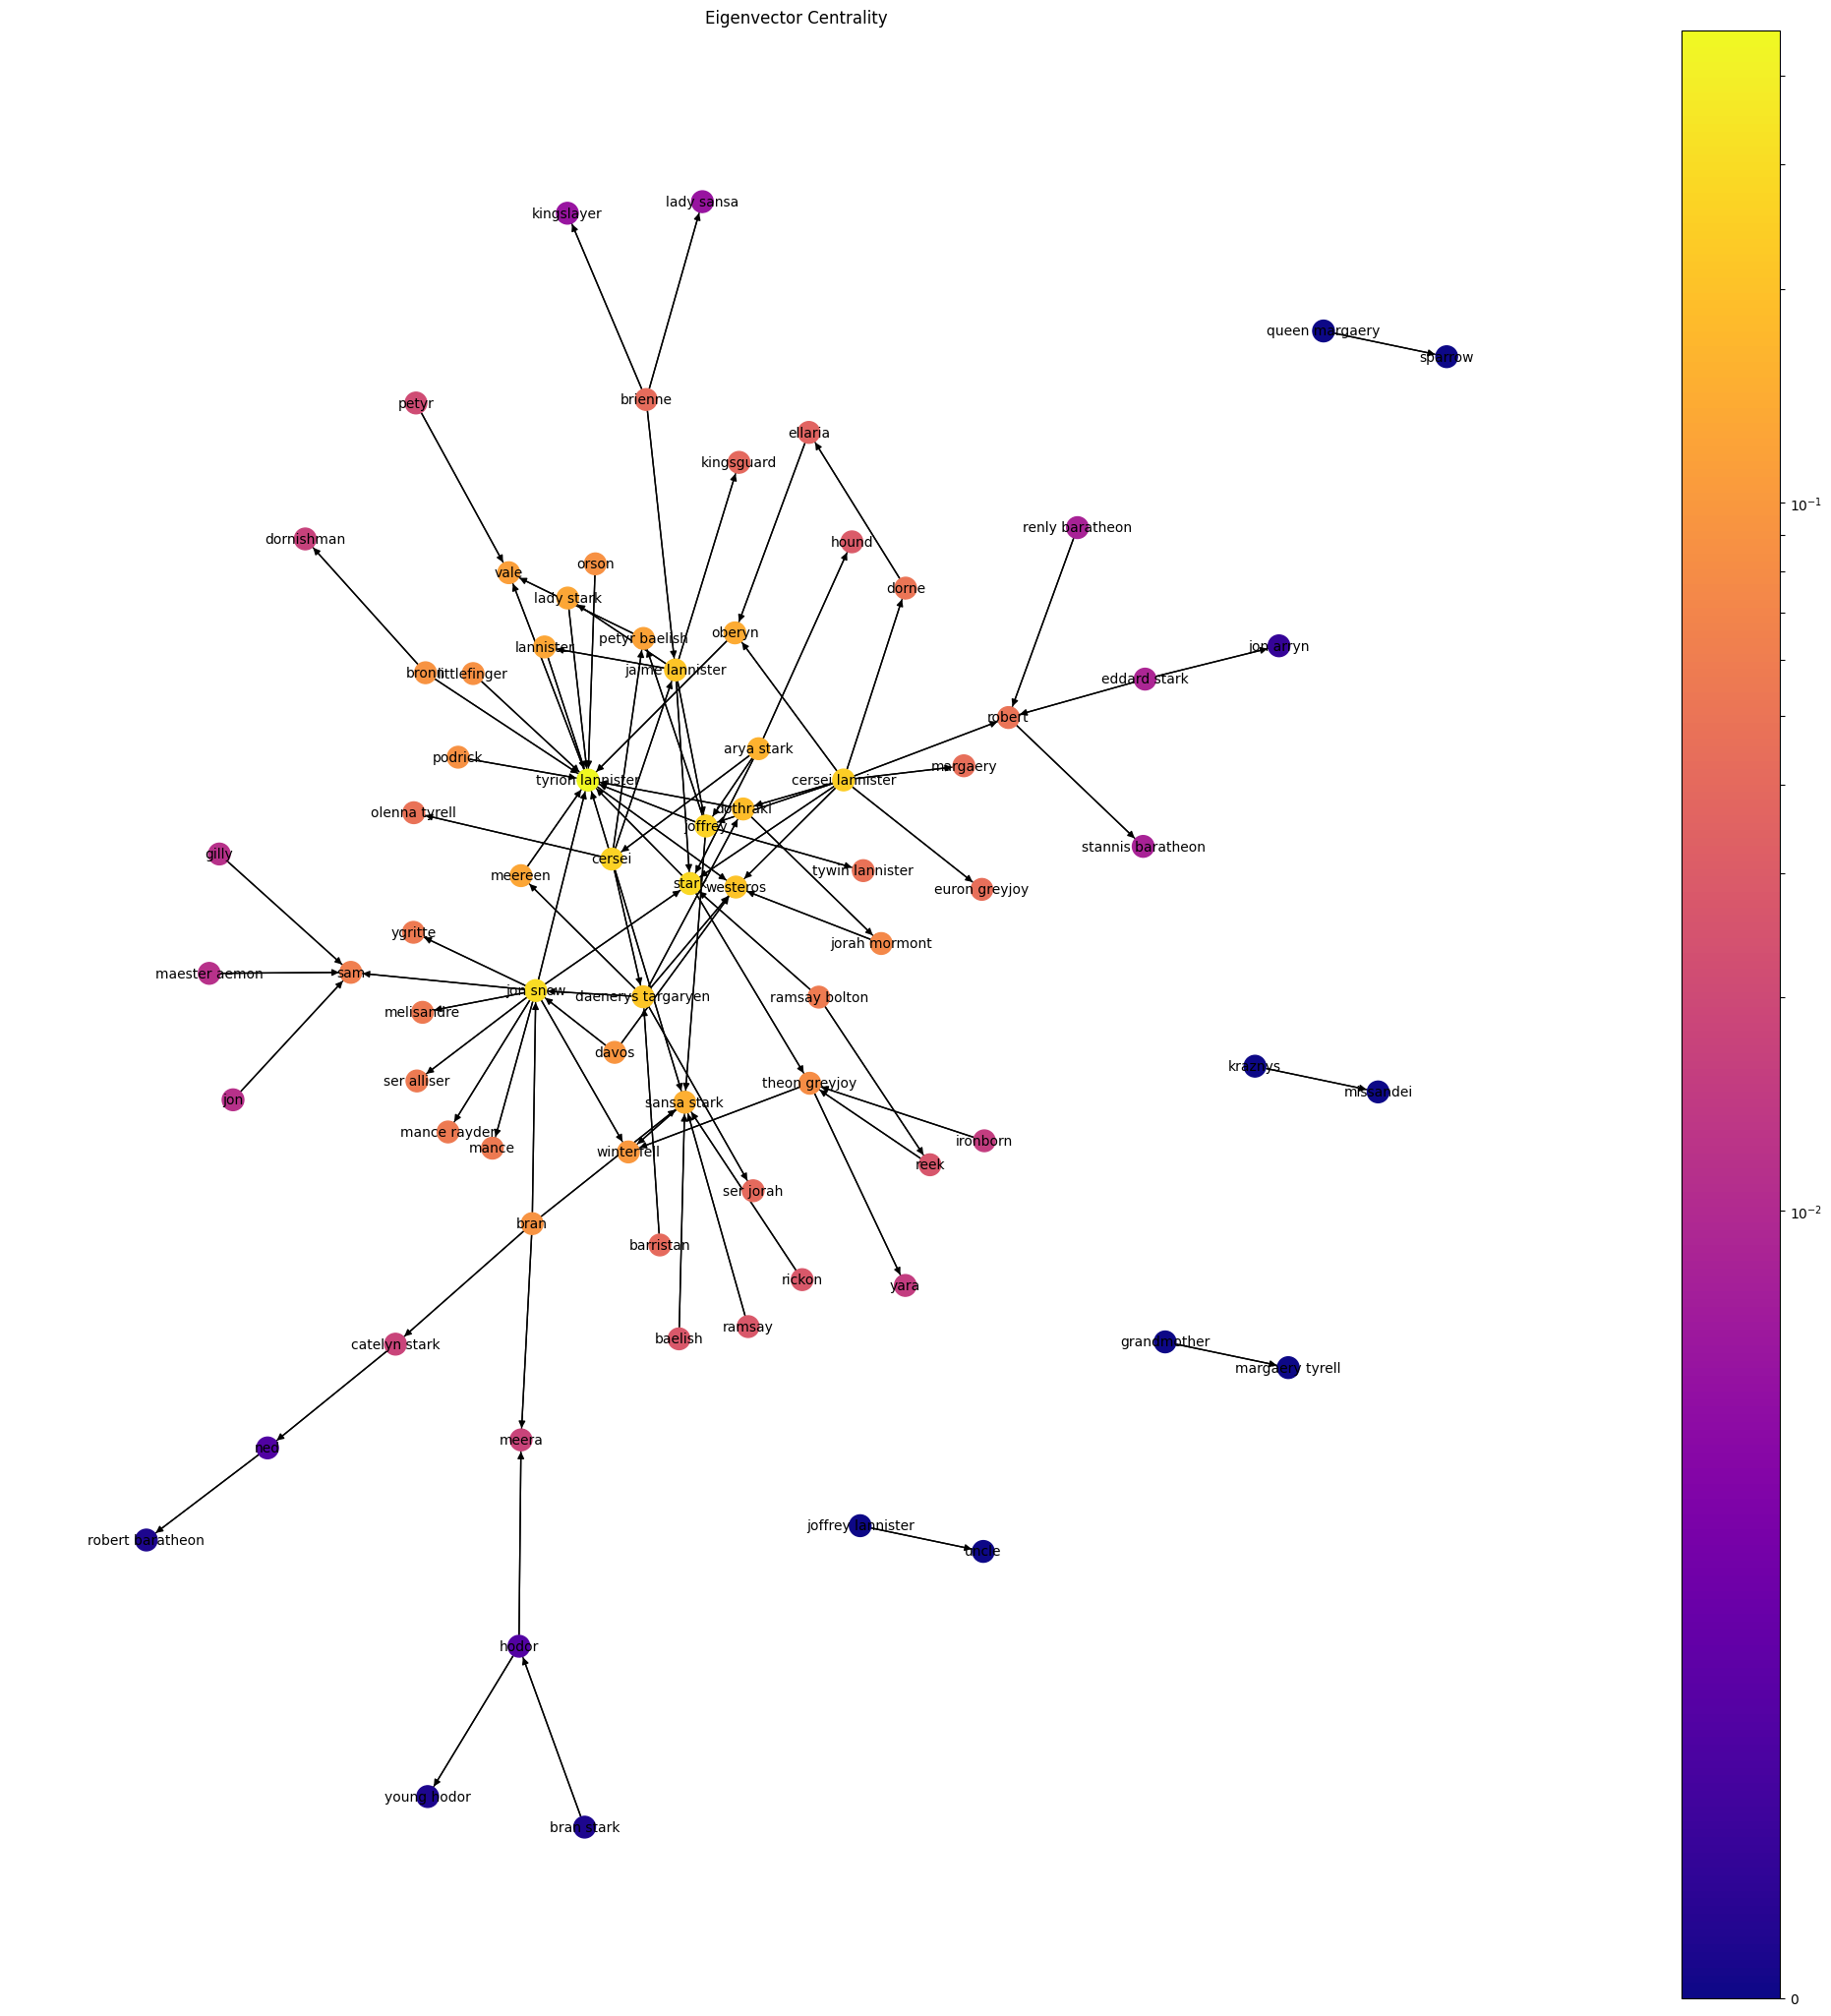 Eigenvector Centrality
lady sansa
kingslayer
queen margaery
sparrow
brienne
petyr
ellaria
kingsguard
renly baratheon
dornishman
hound
orson
vale
dorne
lady stark
oberyn
petyr baelish
lannister
jon arryn
jaime lannister
bronn
littlefinger
eddard stark
robert
arya stark
podrick
margaery
tyrion lannister
cersei lannister
dothraki
olenna tyrell
joffrey
stannis baratheon
gilly
cersei
tywin lannister
meereen
stark
westeros
euron greyjoy
ygritte
jorah mormont
maester aemon
sam
jon snow
daenerys targaryen
ramsay bolton
melisandre
davos
kraznys
ser alliser
theon greyjoy
missandei
jon
sansa stark
mance rayder
mance
winterfell
ironborn
reek
ser jorah
bran
barristan
rickon
yara
ramsay
baelish
catelyn stark
grandmother
margaery tyrell
meera
ned
joffrey lannister
robert baratheon
uncle
hodor
young hodor
bran stark
10⁻¹
10⁻²
0